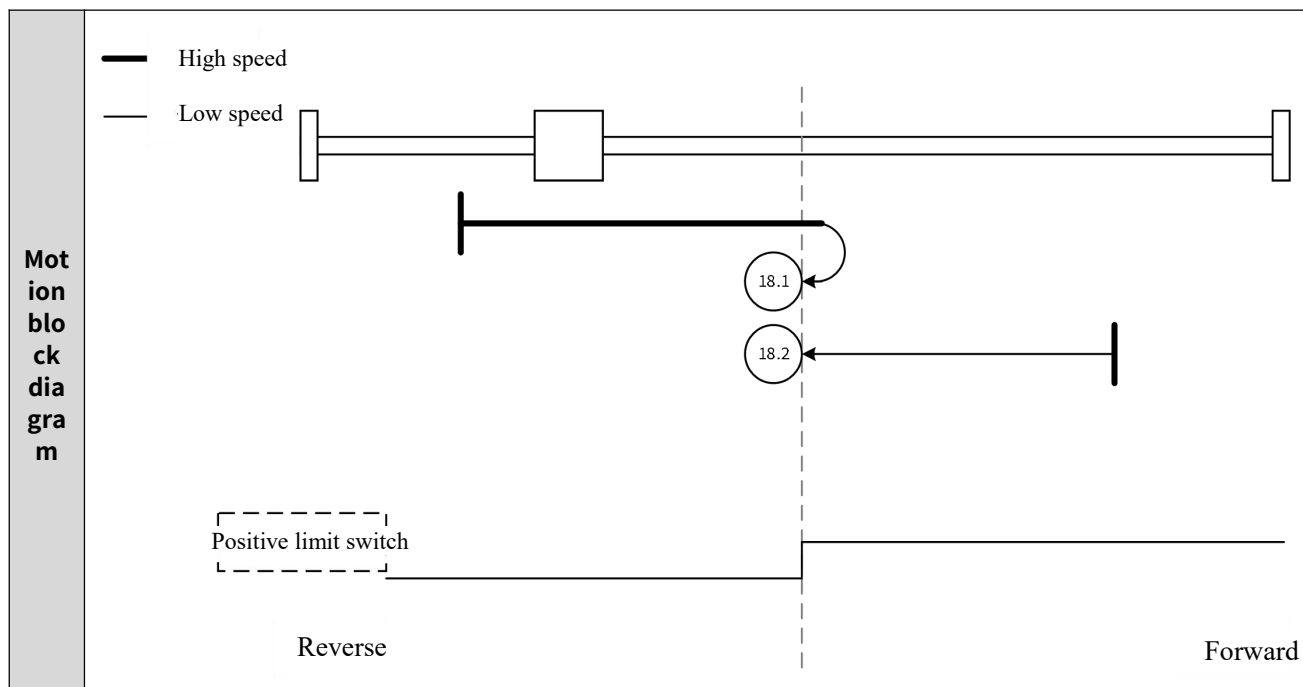 High speed
Low speed
Mot
ion
blo
ck
dia
gra
m
18.1
18.2
Positive limit switch
Reverse
Forward